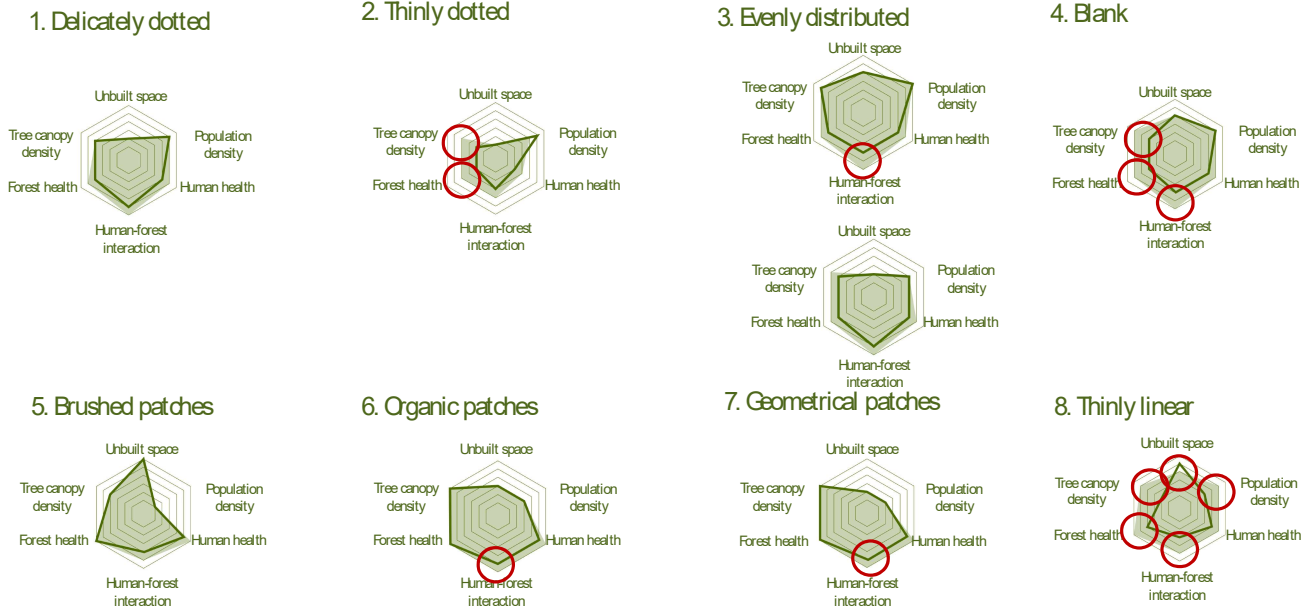 1. Delicately dotted
Unbuilt space
Tree canopy
density
Population
density
Forest health
Human health
Human-forest
interaction
2. Thinly dotted
Unbuilt space
Tree canopy
density
Population
density
Forest health
Human health
Human-forest
interaction
3. Evenly distributed
Unbuilt space
Tree canopy
density
Population
density
Forest health
Human health
Human-forest
interaction
Unbuilt space
Tree canopy
density
Population
density
Forest health
Human health
Human-forest
interaction
4. Blank
Unbuilt space
Tree canopy
density
Population
density
Forest health
Human health
Human-forest
interaction
5. Brushed patches
Unbuilt space
Tree canopy
density
Population
density
Forest health
Human health
Human-forest
interaction
6. Organic patches
Unbuilt space
Tree canopy
density
Population
density
Forest health
Human health
Human-forest
interaction
7. Geometrical patches
Unbuilt space
Tree canopy
density
Population
density
Forest health
Human health
Human-forest
interaction
8. Thinly linear
Unbuilt space
Tree canopy
density
Population
density
Forest health
Human health
Human-forest
interaction